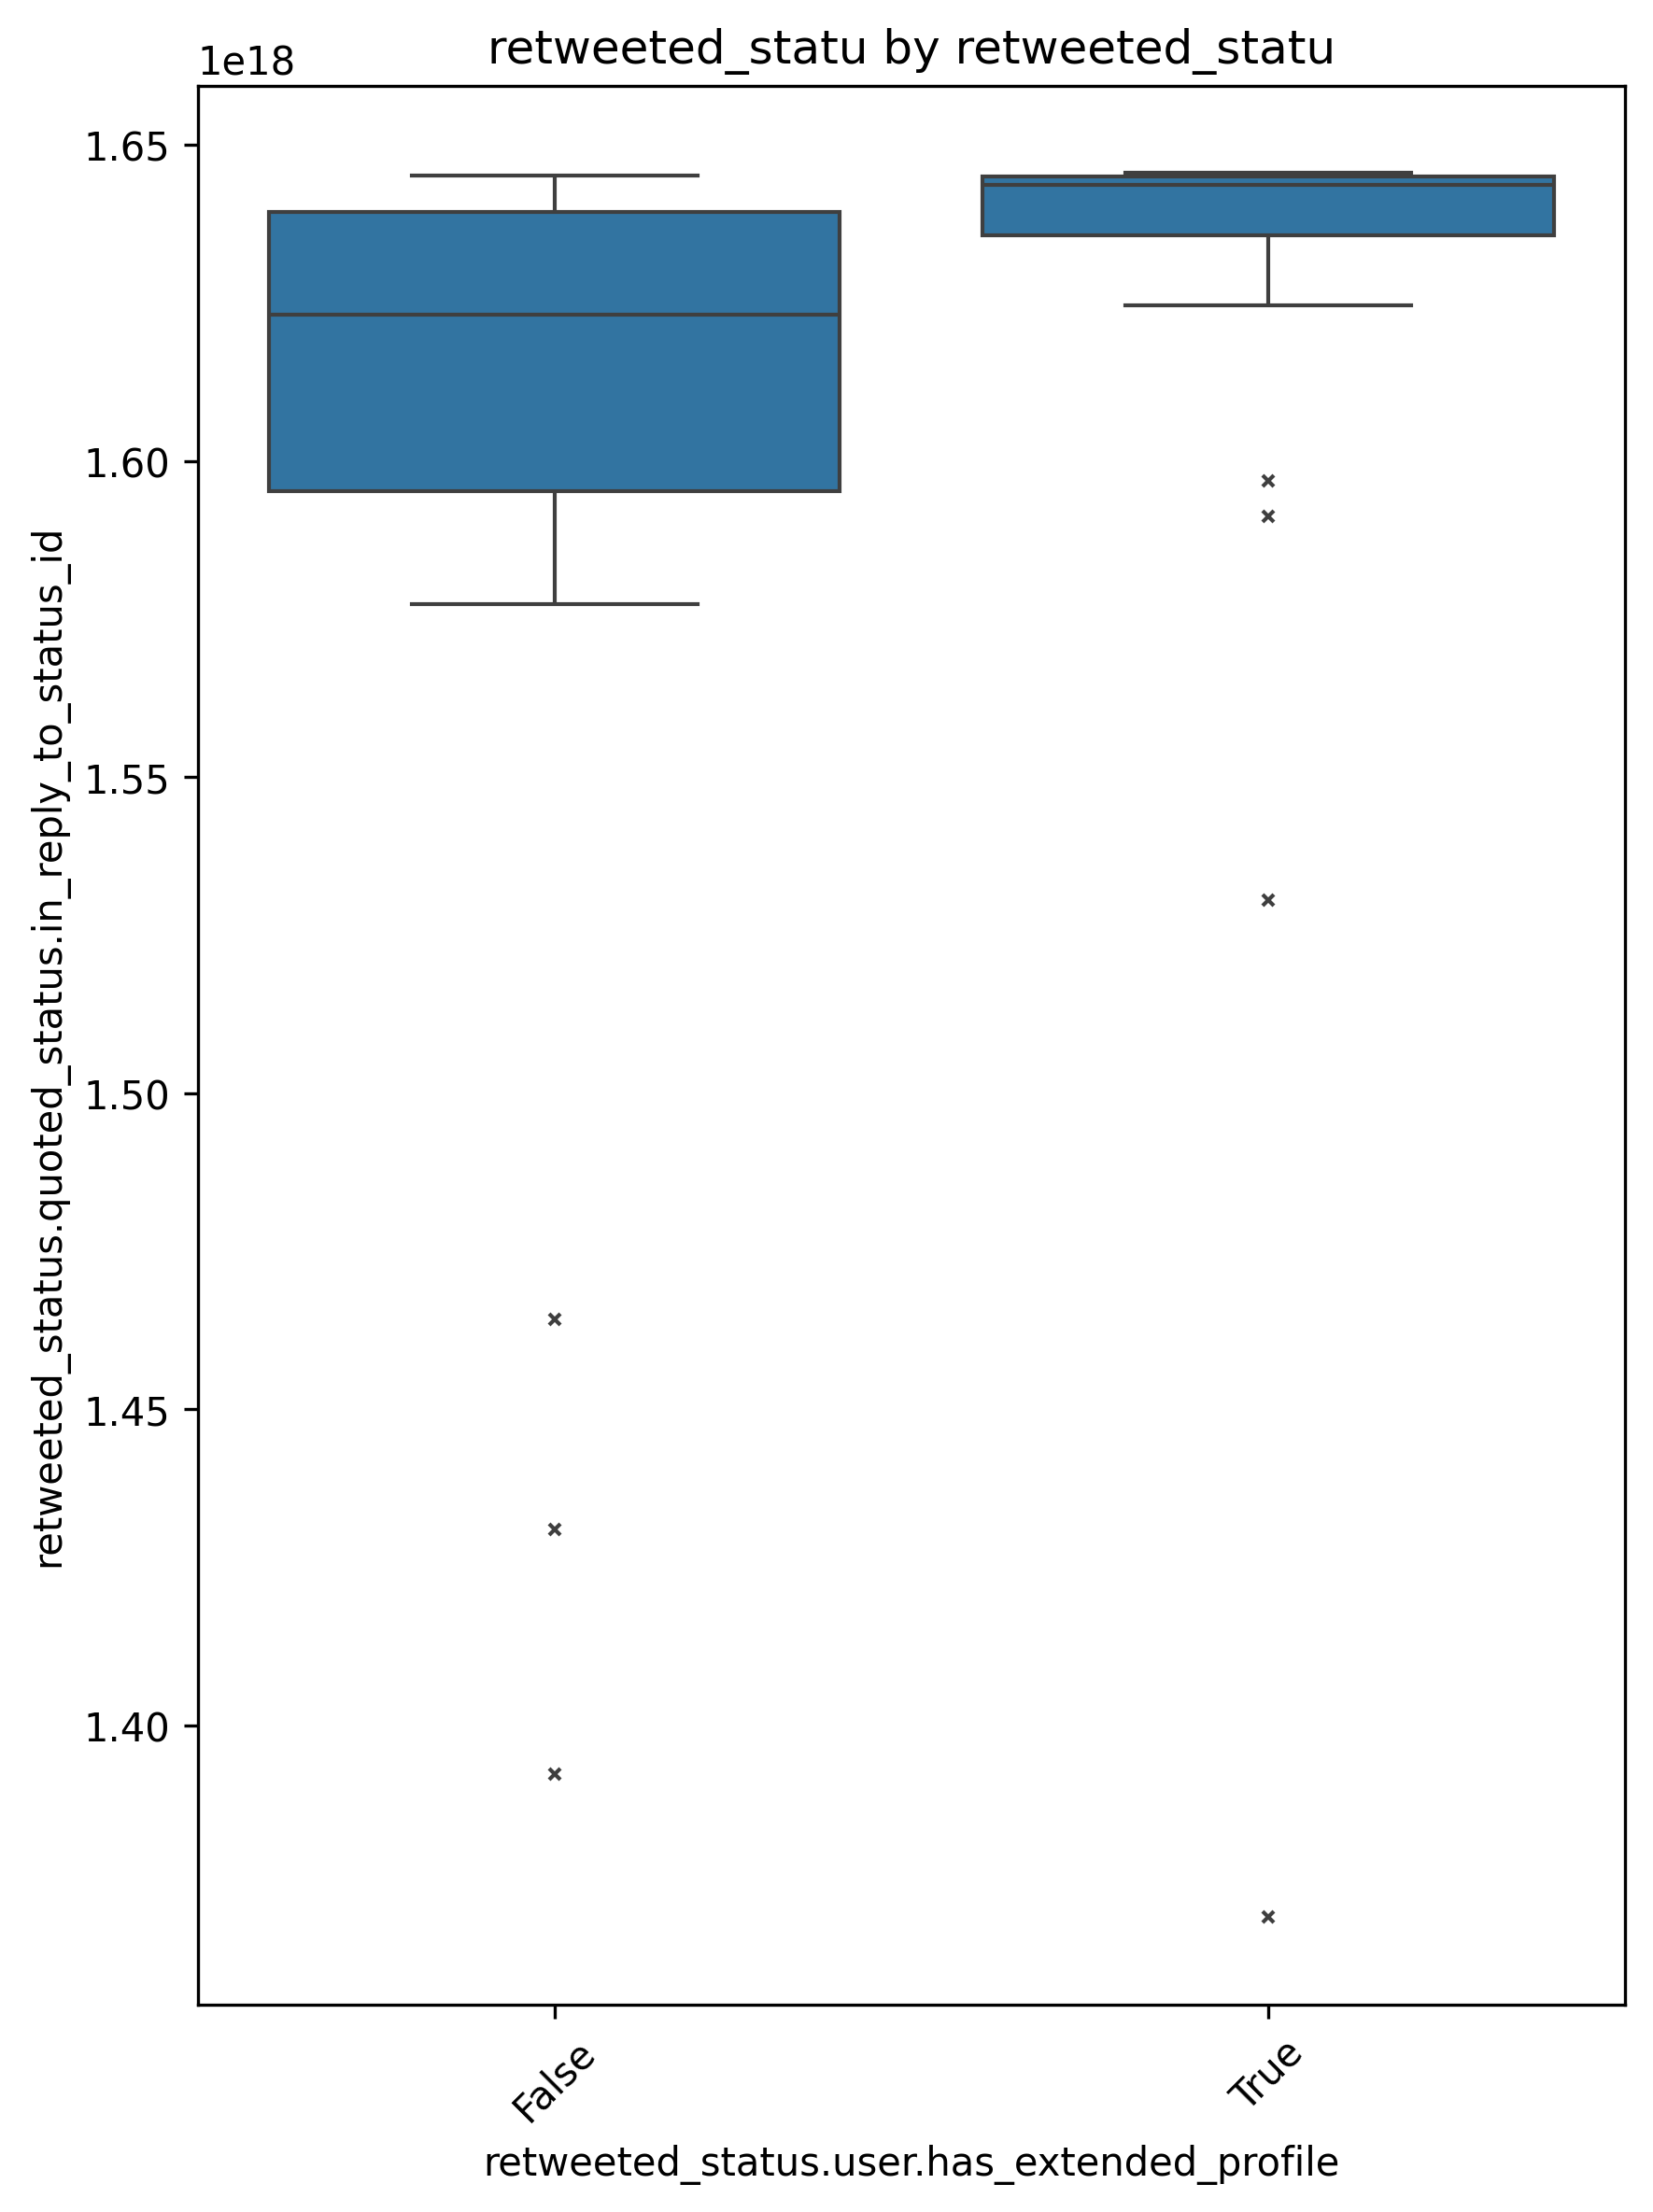 retweeted_statu by retweeted_statu
1e18
1.65
1.60
1.55
1.50
1.45
1.40
retweeted_status.quoted_status.in_reply_to_status_id
False
True
retweeted_status.user.has_extended_profile